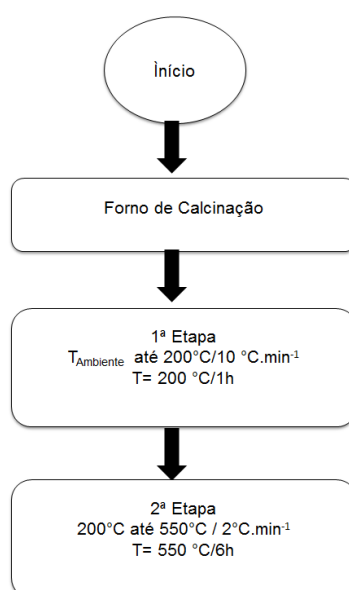 Ìnício
Forno de Calcinação
1ª Etapa
T_Ambiente até 200°C/10 °C.min⁻¹
T= 200 °C/1h
2ª Etapa
200°C até 550°C / 2°C.min⁻¹
T= 550 °C/6h